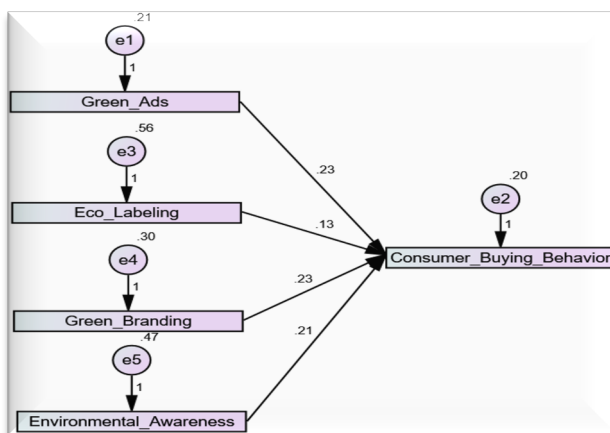 .21
e1
1
Green_Ads
.56
e3
1
Eco_Labeling
.30
e4
1
Green_Branding
.47
e5
1
Environmental_Awareness
.23
.13
.23
.21
.20
e2
1
Consumer_Buying_Behavior